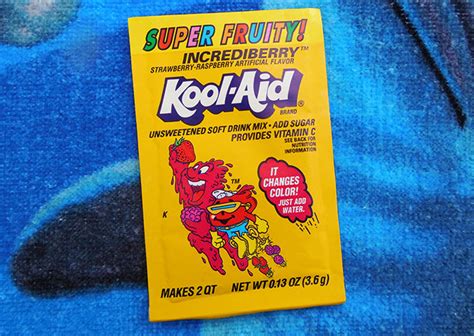 SUPER FRUITY!
INCREDIBERRY™
STRAWBERRY-RASPBERRY ARTIFICIAL FLAVOR
Kool-Aid®
BRAND
UNSWEETENED SOFT DRINK MIX • ADD SUGAR
PROVIDES VITAMIN C
SEE BACK FOR
NUTRITION
INFORMATION
IT
CHANGES
COLOR!
JUST ADD
WATER.
TM
K
MAKES 2 QT NET WT 0.13 OZ (3.6g)